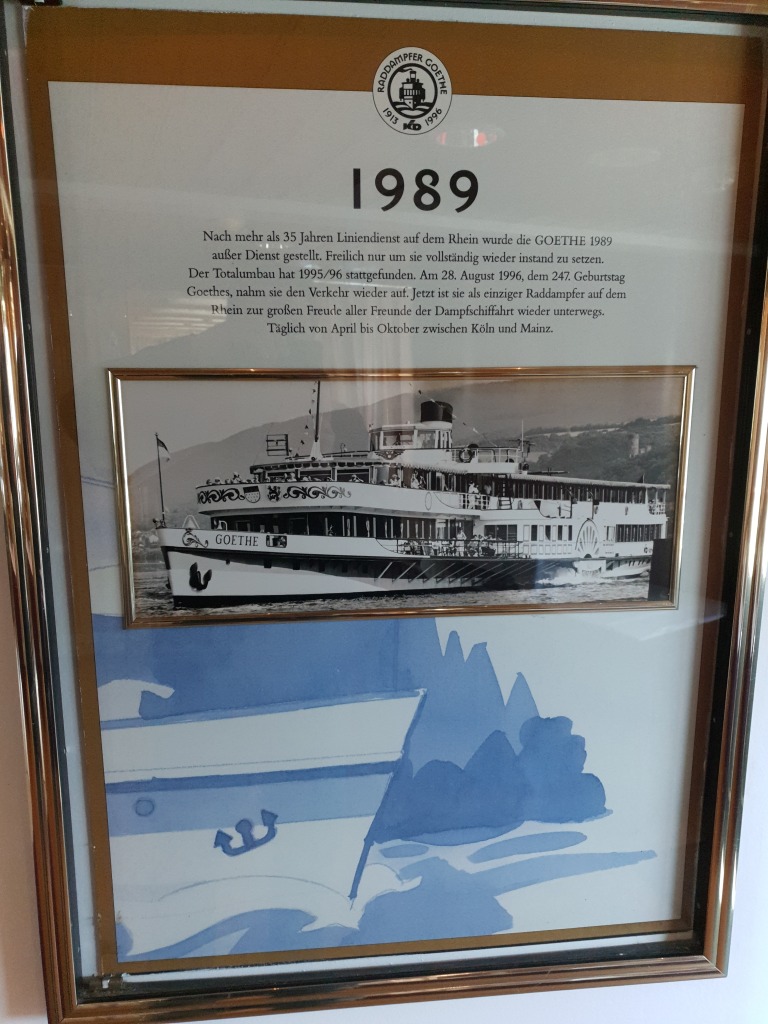 RADDAMPFER GOETHE
1913 1996
KD
1989
Nach mehr als 35 Jahren Liniendienst auf dem Rhein wurde die GOETHE 1989
außer Dienst gestellt. Freilich nur um sie vollständig wieder instand zu setzen.
Der Totalumbau hat 1995/96 stattgefunden. Am 28. August 1996, dem 247. Geburtstag
Goethes, nahm sie den Verkehr wieder auf. Jetzt ist sie als einziger Raddampfer auf dem
Rhein zur großen Freude aller Freunde der Dampfschiffahrt wieder unterwegs.
Täglich von April bis Oktober zwischen Köln und Mainz.
GOETHE